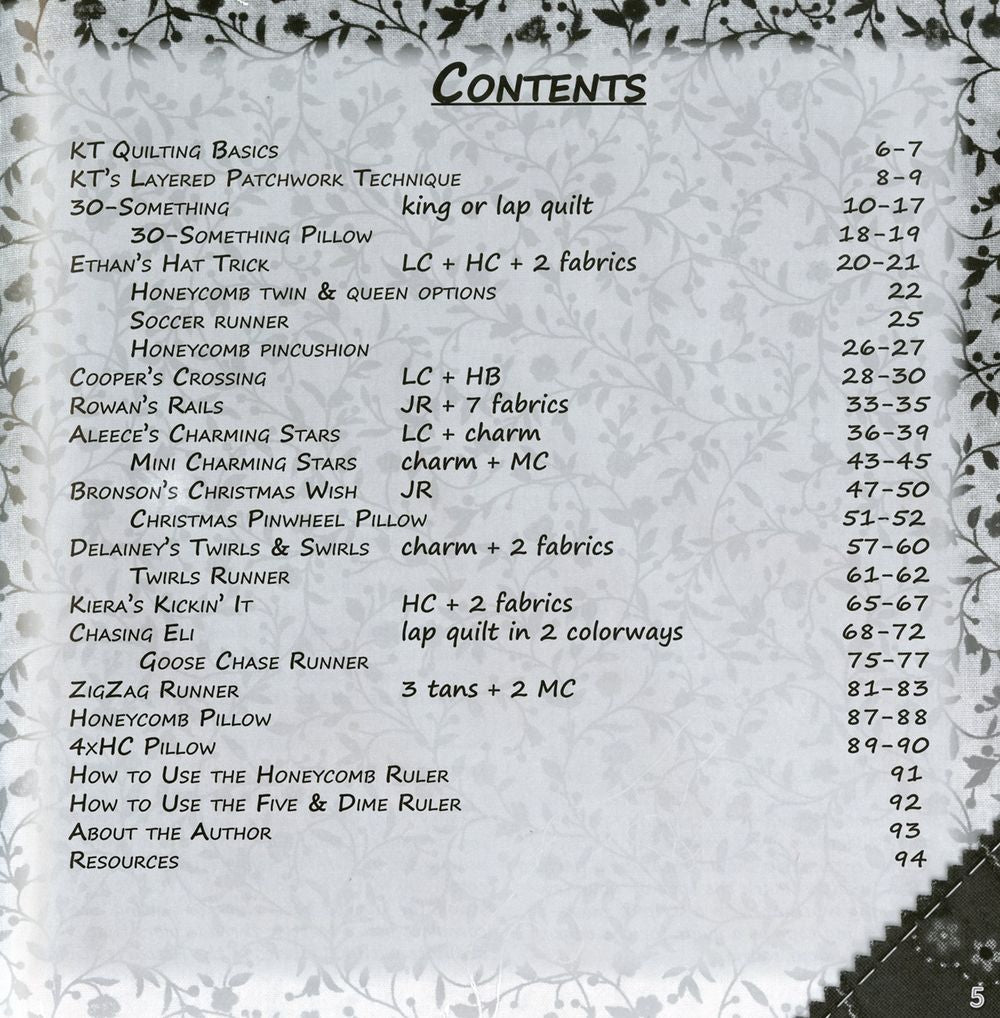 CONTENTS
KT QUILTING BASICS 6-7
KT'S LAYERED PATCHWORK TECHNIQUE 8-9
30-SOMETHING king or lap quilt 10-17
30-SOMETHING PILLOW 18-19
ETHAN'S HAT TRICK LC + HC + 2 fabrics 20-21
HONEYCOMB TWIN & QUEEN OPTIONS 22
SOCCER RUNNER 25
HONEYCOMB PINCUSHION 26-27
COOPER'S CROSSING LC + HB 28-30
ROWAN'S RAILS JR + 7 fabrics 33-35
ALEECE'S CHARMING STARS LC + charm 36-39
MINI CHARMING STARS charm + MC 43-45
BRONSON'S CHRISTMAS WISH JR 47-50
CHRISTMAS PINWHEEL PILLOW 51-52
DELAINEY'S TWIRLS & SWIRLS charm + 2 fabrics 57-60
TWIRLS RUNNER 61-62
KIERA'S KICKIN' IT HC + 2 fabrics 65-67
CHASING ELI lap quilt in 2 colorways 68-72
GOOSE CHASE RUNNER 75-77
ZIGZAG RUNNER 3 tans + 2 MC 81-83
HONEYCOMB PILLOW 87-88
4XHC PILLOW 89-90
HOW TO USE THE HONEYCOMB RULER 91
HOW TO USE THE FIVE & DIME RULER 92
ABOUT THE AUTHOR 93
RESOURCES 94
5